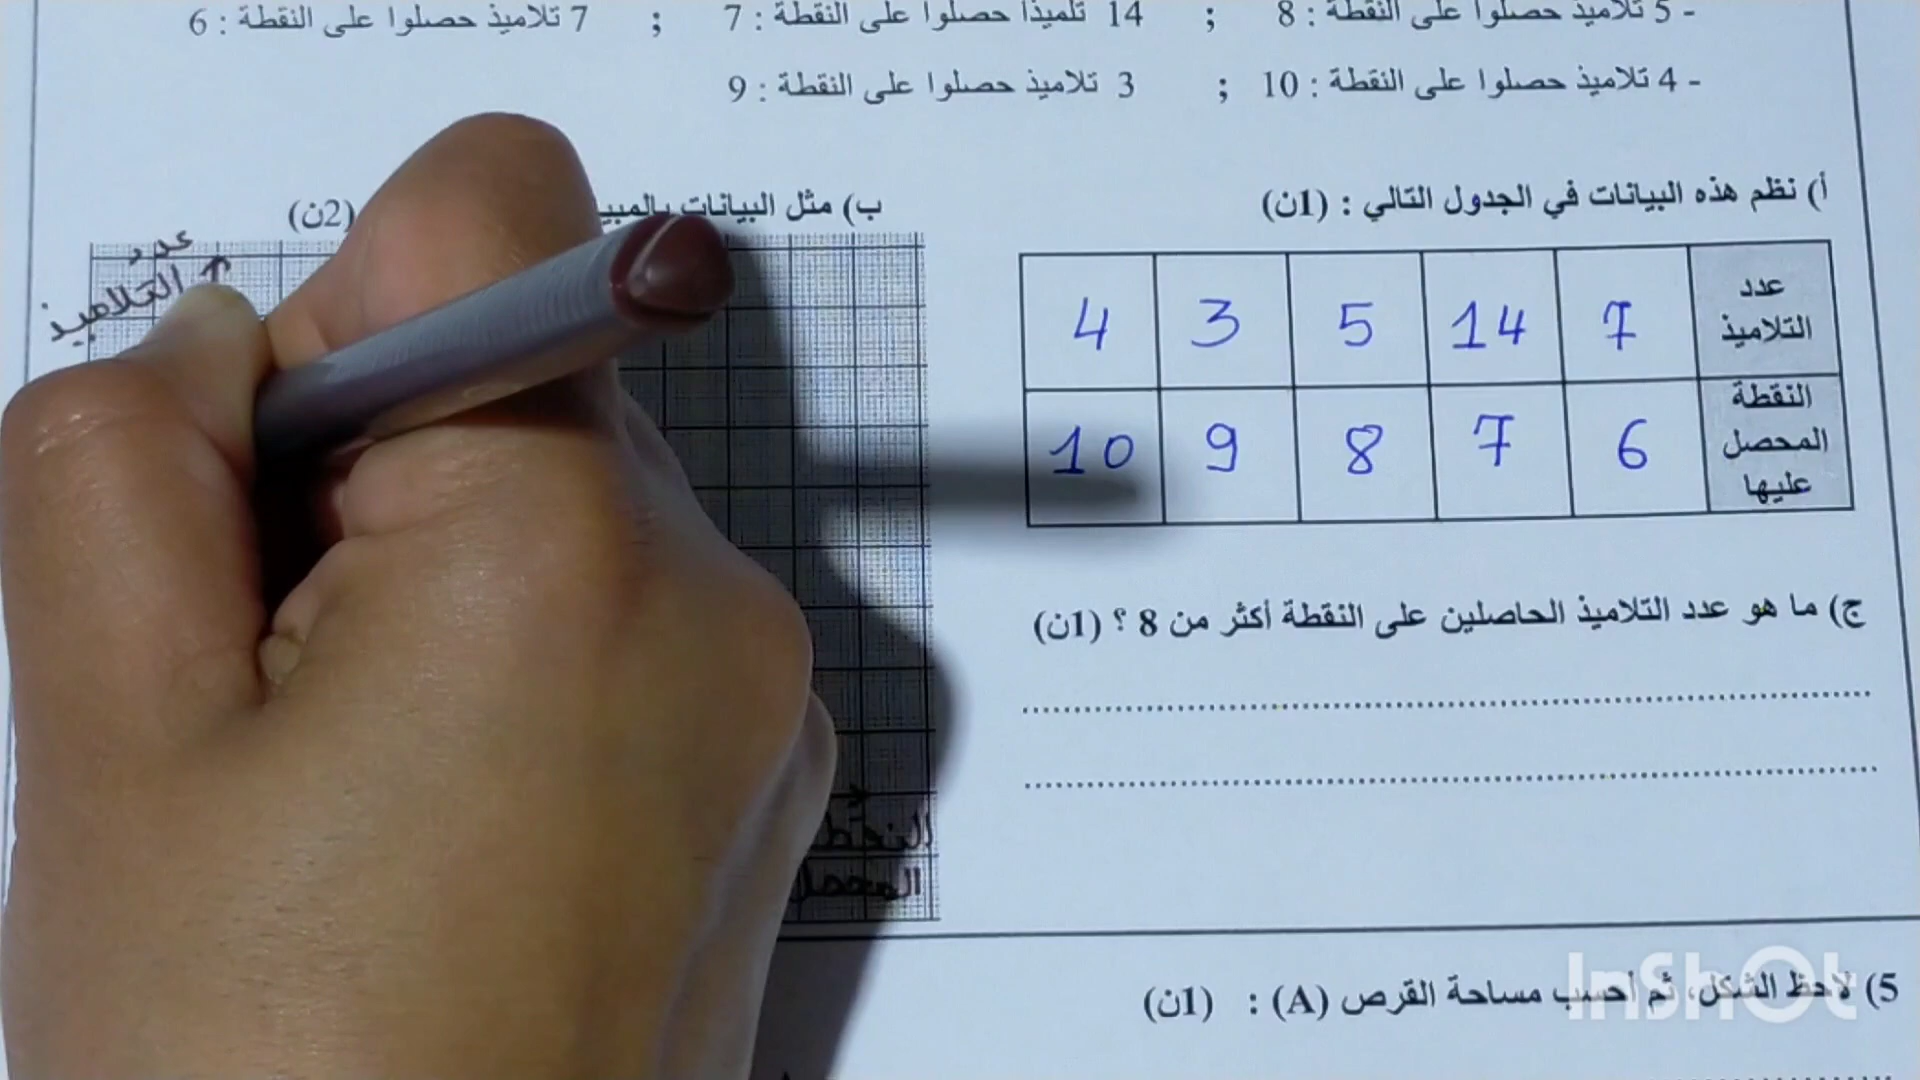 - 5 تلاميذ حصلوا على النقطة : 8 ; 14 تلميذا حصلوا على النقطة : 7 ; 7 تلاميذ حصلوا على النقطة : 6
- 4 تلاميذ حصلوا على النقطة : 10 ; 3 تلاميذ حصلوا على النقطة : 9
أ) نظم هذه البيانات في الجدول التالي : (1ن)
عدد التلاميذ 7 14 5 3 4
النقطة المحصل عليها 6 7 8 9 10
ج) ما هو عدد التلاميذ الحاصلين على النقطة أكثر من 8 ؟ (1ن)
ب) مثل البيانات (2ن)
عدد
التلاميذ
المحصل
5) لاحظ الشكل، ثم أحسب مساحة القرص (A) : (1ن)
InShOt